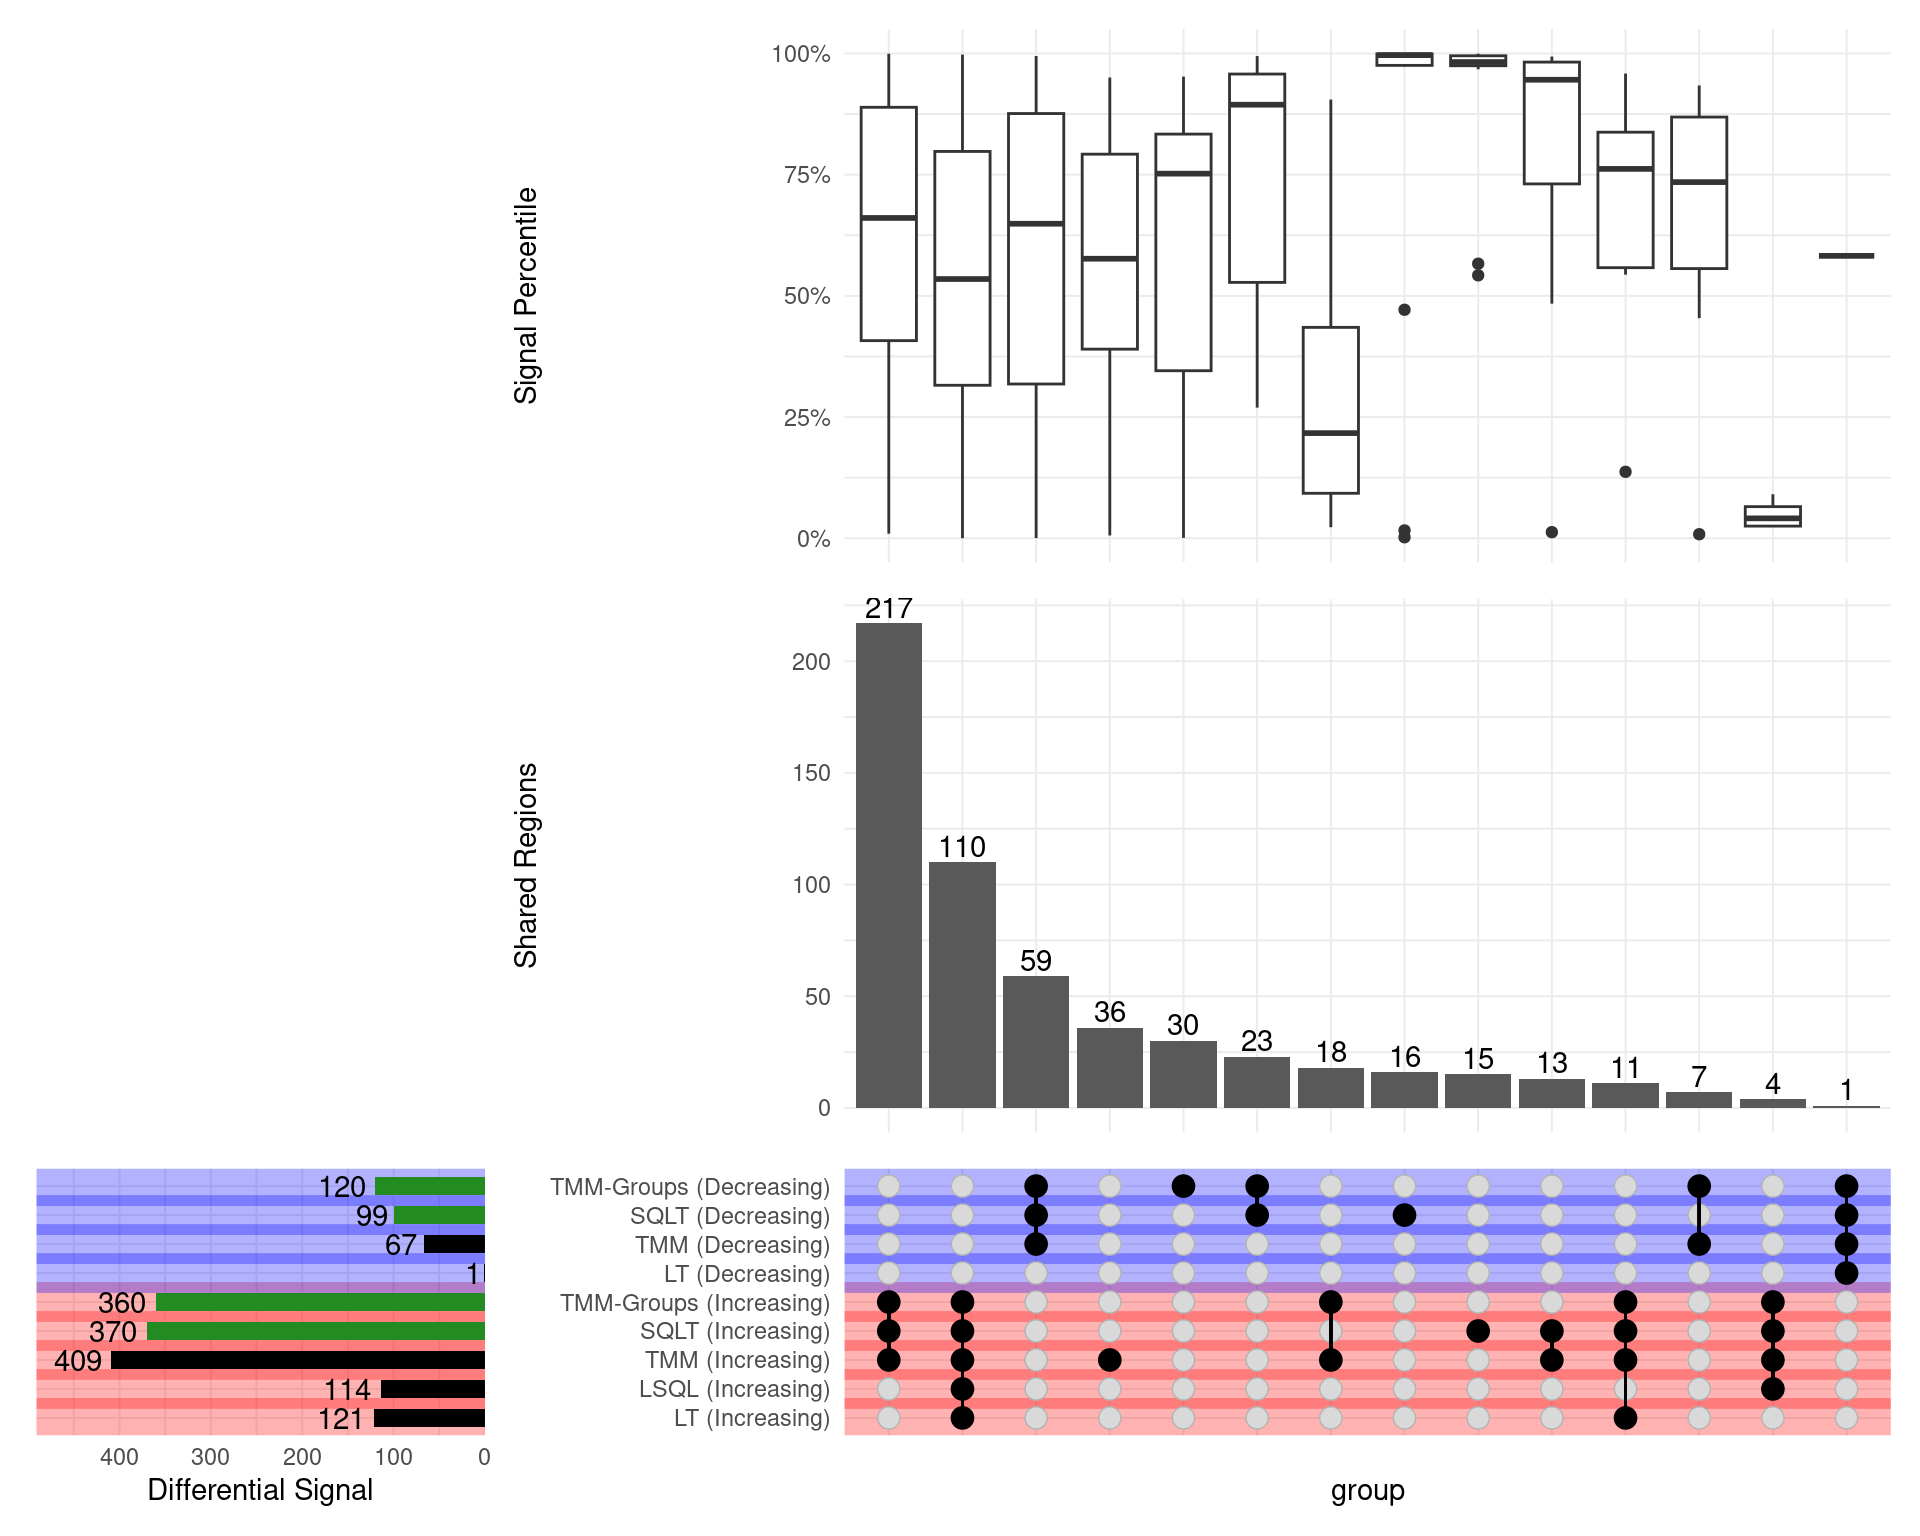 100%
75%
50%
25%
0%
Signal Percentile
217
110
59
36
30
23
18
16
15
13
11
7
4
1
200
150
100
50
0
Shared Regions
120
99
67
1
360
370
409
114
121
400
300
200
100
0
Differential Signal
TMM-Groups (Decreasing)
SQLT (Decreasing)
TMM (Decreasing)
LT (Decreasing)
TMM-Groups (Increasing)
SQLT (Increasing)
TMM (Increasing)
LSQL (Increasing)
LT (Increasing)
group